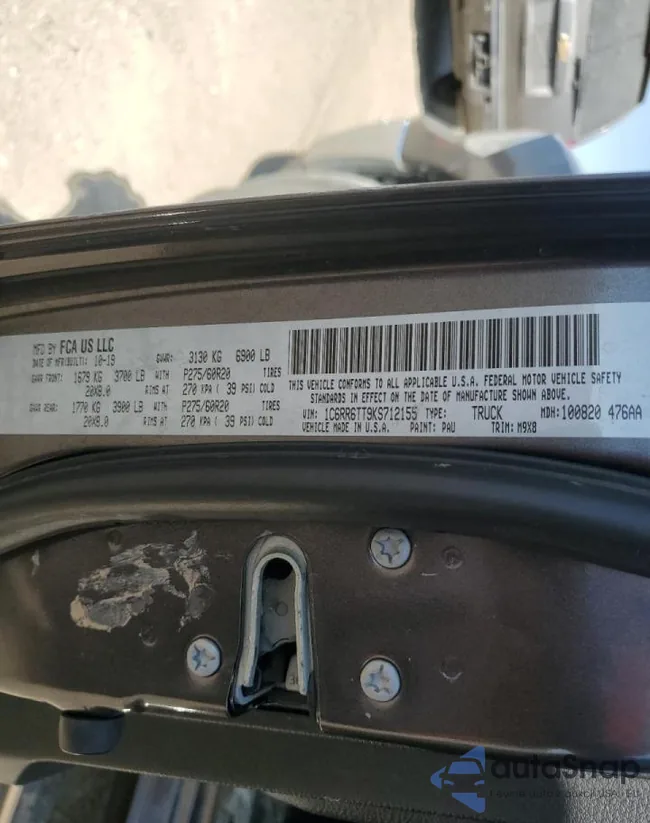 MFD BY FCA US LLC
DATE OF MFR(BUILT): 10-19 GVWR: 3130 KG 6900 LB
GAWR FRONT: 1679 KG 3700 LB WITH P275/60R20 TIRES
20X8.0 RIMS AT 270 KPA ( 39 PSI) COLD
GAWR REAR: 1770 KG 3900 LB WITH P275/60R20 TIRES
20X8.0 RIMS AT 270 KPA ( 39 PSI) COLD
THIS VEHICLE CONFORMS TO ALL APPLICABLE U.S.A. FEDERAL MOTOR VEHICLE SAFETY
STANDARDS IN EFFECT ON THE DATE OF MANUFACTURE SHOWN ABOVE.
VIN: 1C6RR6TT9KS712155 TYPE: TRUCK MDH: 100820 476AA
VEHICLE MADE IN U.S.A. PAINT: PAU TRIM: M9X8
autoSnap